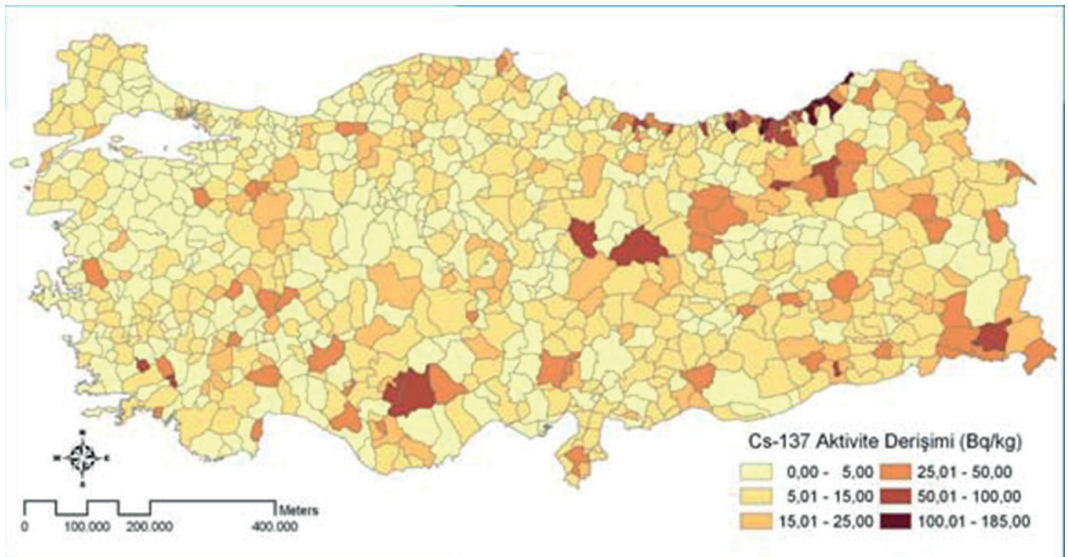 Cs-137 Aktivite Derişimi (Bq/kg)
0,00 - 5,00
25,01 - 50,00
5,01 - 15,00
50,01 - 100,00
15,01 - 25,00
100,01 - 185,00
N
E
S
Meters
0
100.000
200.000
400.000